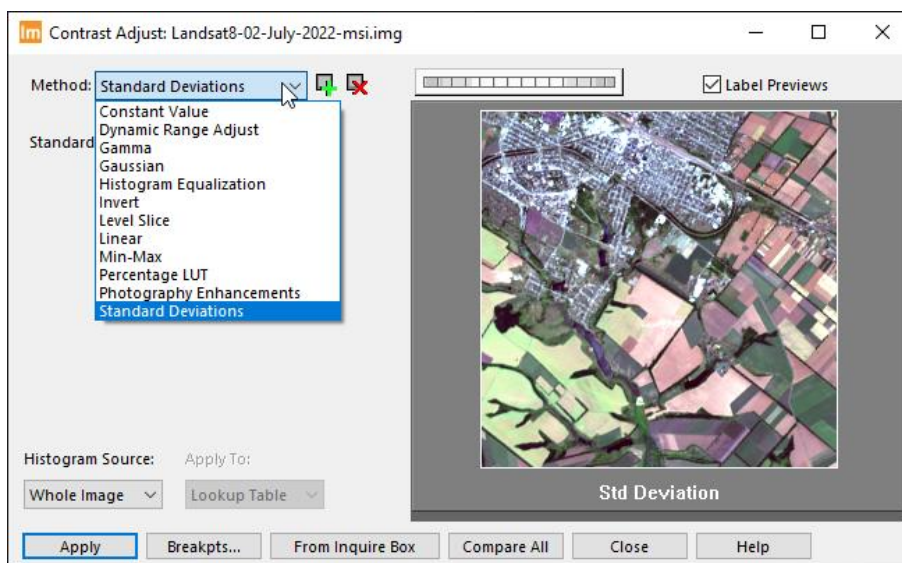 Im Contrast Adjust: Landsat8-02-July-2022-msi.img
Method: Standard Deviations
Label Previews
Standard
Constant Value
Dynamic Range Adjust
Gamma
Gaussian
Histogram Equalization
Invert
Level Slice
Linear
Min-Max
Percentage LUT
Photography Enhancements
Standard Deviations
Histogram Source: Apply To:
Whole Image Lookup Table
Std Deviation
Apply Breakpts... From Inquire Box Compare All Close Help